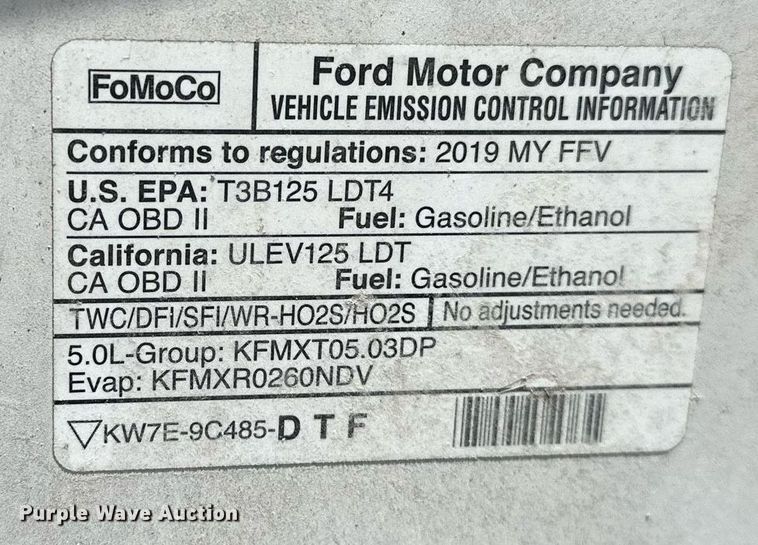 FoMoCo
Ford Motor Company
VEHICLE EMISSION CONTROL INFORMATION
Conforms to regulations: 2019 MY FFV
U.S. EPA: T3B125 LDT4
CA OBD II Fuel: Gasoline/Ethanol
California: ULEV125 LDT
CA OBD II Fuel: Gasoline/Ethanol
TWC/DFI/SFI/WR-HO2S/HO2S No adjustments needed.
5.0L-Group: KFMXT05.03DP
Evap: KFMXR0260NDV
KW7E-9C485-D T F
Purple Wave Auction